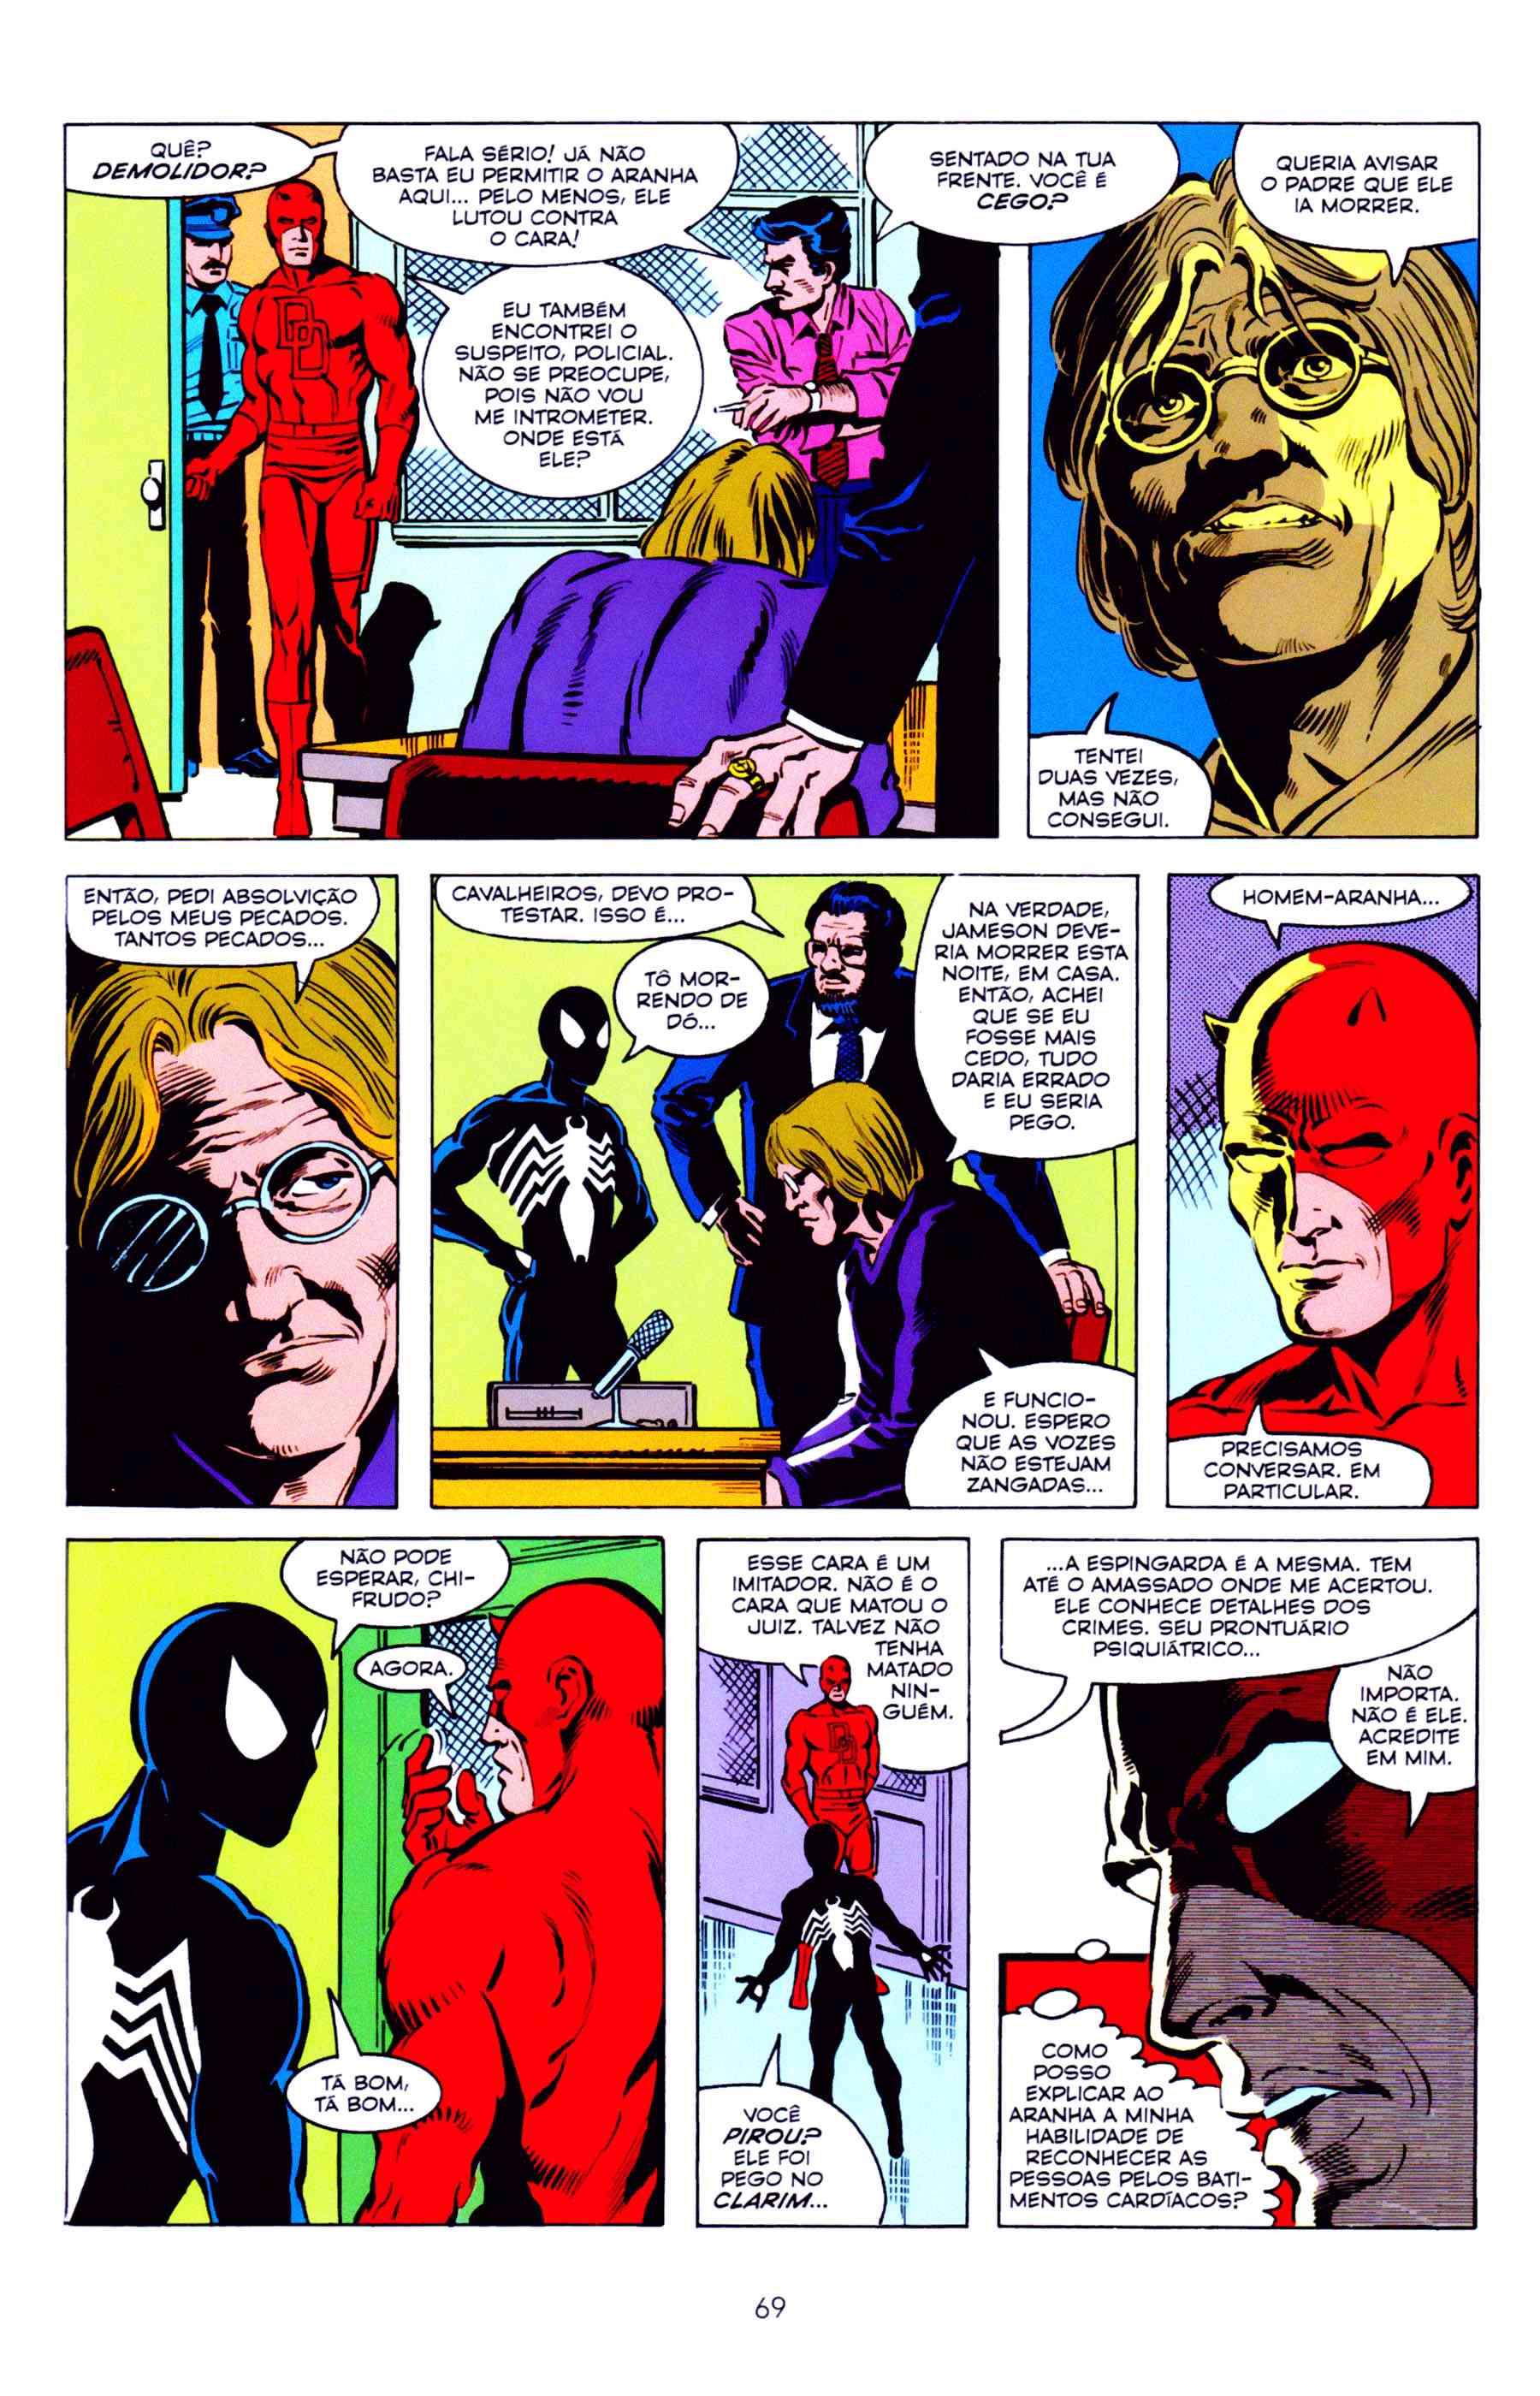 QUÊ?
DEMOLIDOR?
FALA SÉRIO! JÁ NÃO
BASTA EU PERMITIR O ARANHA
AQUI... PELO MENOS, ELE
LUTOU CONTRA
O CARA!
EU TAMBÉM
ENCONTREI O
SUSPEITO, POLICIAL.
NÃO SE PREOCUPE,
POIS NÃO VOU
ME INTROMETER.
ONDE ESTÁ
ELE?
SENTADO NA TUA
FRENTE. VOCÊ É
CEGO?
DD
QUERIA AVISAR
O PADRE QUE ELE
IA MORRER.
TENTEI
DUAS VEZES,
MAS NÃO
CONSEGUI.
ENTÃO, PEDI ABSOLVIÇÃO
PELOS MEUS PECADOS.
TANTOS PECADOS...
CAVALHEIROS, DEVO PRO-
TESTAR. ISSO É...
TÔ MOR-
RENDO DE
DÓ...
NA VERDADE,
JAMESON DEVE-
RIA MORRER ESTA
NOITE, EM CASA.
ENTÃO, ACHEI
QUE SE EU
FOSSE MAIS
CEDO, TUDO
DARIA ERRADO
E EU SERIA
PEGO.
E FUNCIO-
NOU. ESPERO
QUE AS VOZES
NÃO ESTEJAM
ZANGADAS...
HOMEM-ARANHA...
PRECISAMOS
CONVERSAR. EM
PARTICULAR.
NÃO PODE
ESPERAR, CHI-
FRUDO?
AGORA.
TÁ BOM,
TÁ BOM...
ESSE CARA É UM
IMITADOR. NÃO É O
CARA QUE MATOU O
JUIZ. TALVEZ NÃO
TENHA
MATADO
NIN-
GUÉM.
DD
VOCÊ
PIROU?
ELE FOI
PEGO NO
CLARIM...
...A ESPINGARDA É A MESMA. TEM
ATÉ O AMASSADO ONDE ME ACERTOU.
ELE CONHECE DETALHES DOS
CRIMES. SEU PRONTUÁRIO
PSIQUIÁTRICO...
NÃO
IMPORTA.
NÃO É ELE.
ACREDITE
EM MIM.
COMO
POSSO
EXPLICAR AO
ARANHA A MINHA
HABILIDADE DE
RECONHECER AS
PESSOAS PELOS BATI-
MENTOS CARDÍACOS?
69